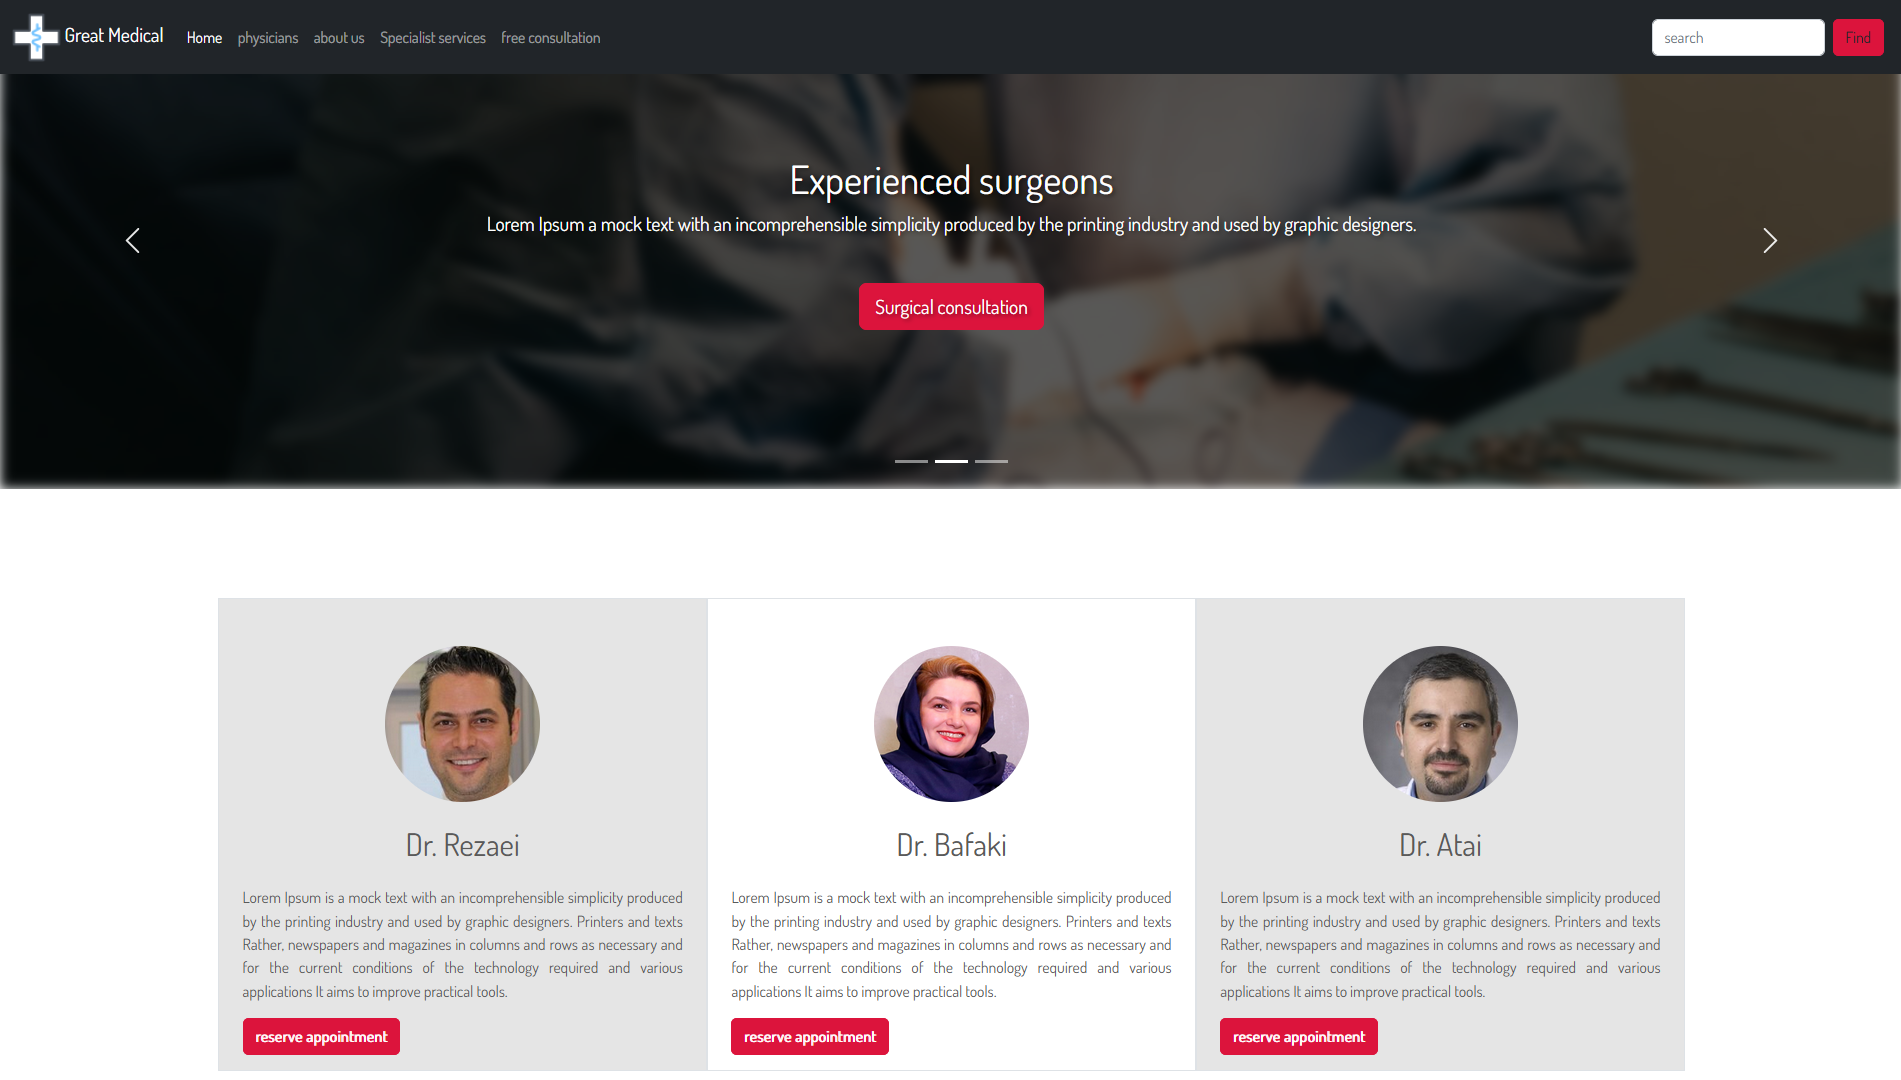 Great Medical
Home physicians about us Specialist services free consultation
search Find
Experienced surgeons
Lorem Ipsum a mock text with an incomprehensible simplicity produced by the printing industry and used by graphic designers.
Surgical consultation
Dr. Rezaei
Lorem Ipsum is a mock text with an incomprehensible simplicity produced
by the printing industry and used by graphic designers. Printers and texts
Rather, newspapers and magazines in columns and rows as necessary and
for the current conditions of the technology required and various
applications It aims to improve practical tools.
reserve appointment
Dr. Bafaki
Lorem Ipsum is a mock text with an incomprehensible simplicity produced
by the printing industry and used by graphic designers. Printers and texts
Rather, newspapers and magazines in columns and rows as necessary and
for the current conditions of the technology required and various
applications It aims to improve practical tools.
reserve appointment
Dr. Atai
Lorem Ipsum is a mock text with an incomprehensible simplicity produced
by the printing industry and used by graphic designers. Printers and texts
Rather, newspapers and magazines in columns and rows as necessary and
for the current conditions of the technology required and various
applications It aims to improve practical tools.
reserve appointment